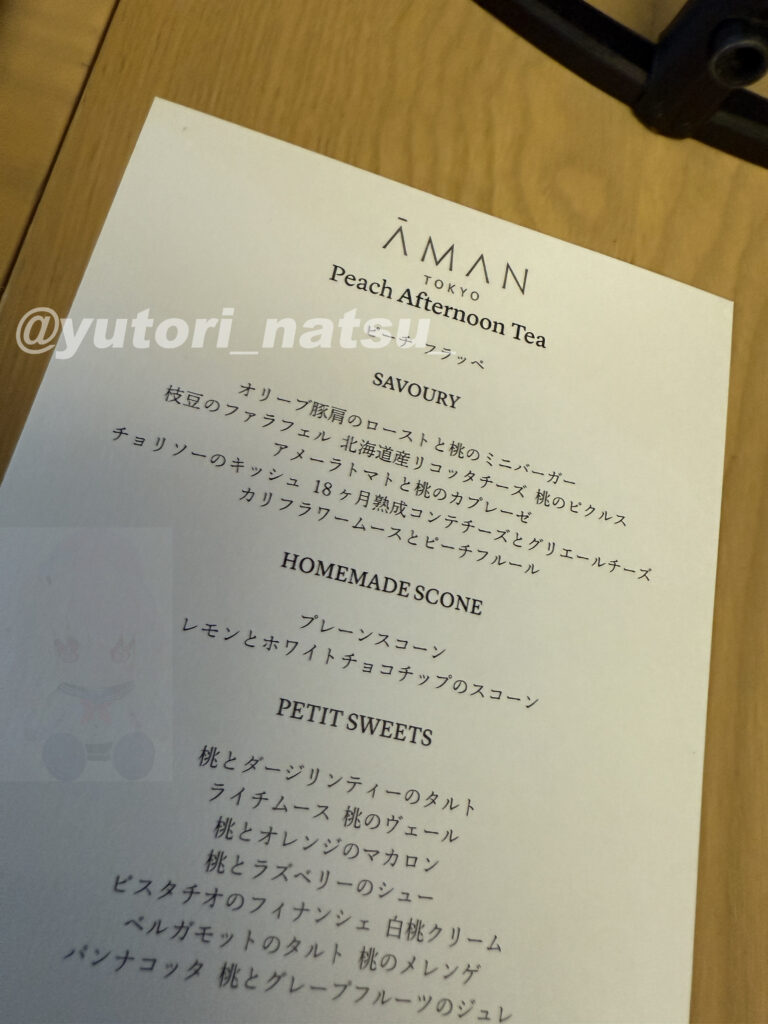 ĀMAN
TOKYO
Peach Afternoon Tea
@yutori_natsu_
ピーチ フラッペ
SAVOURY
オリーブ豚肩のローストと桃のミニバーガー
枝豆のファラフェル 北海道産リコッタチーズ 桃のピクルス
アメーラトマトと桃のカプレーゼ
チョリソーのキッシュ 18ヶ月熟成コンテチーズとグリエールチーズ
カリフラワームースとピーチフルール
HOMEMADE SCONE
プレーンスコーン
レモンとホワイトチョコチップのスコーン
PETIT SWEETS
桃とダージリンティーのタルト
ライチムース 桃のヴェール
桃とオレンジのマカロン
桃とラズベリーのシュー
ピスタチオのフィナンシェ 白桃クリーム
ベルガモットのタルト 桃のメレンゲ
パンナコッタ 桃とグレープフルーツのジュレ